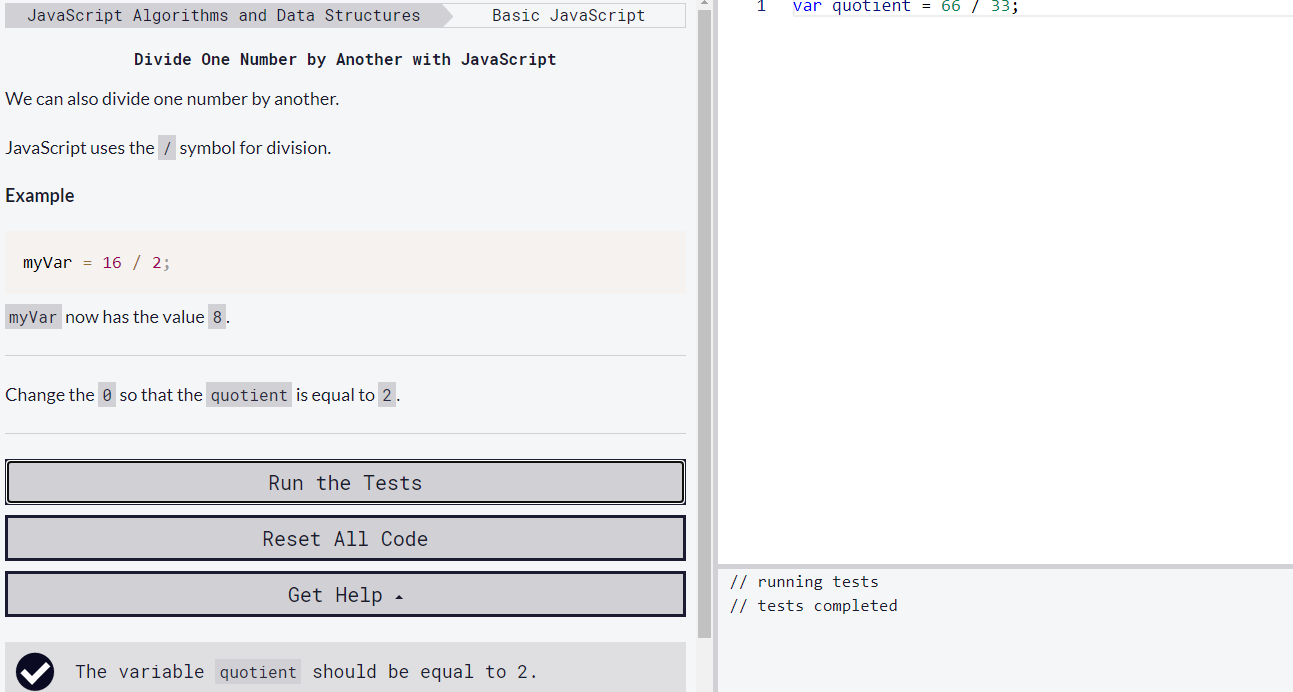 JavaScript Algorithms and Data Structures
Basic JavaScript
Divide One Number by Another with JavaScript
We can also divide one number by another.
JavaScript uses the / symbol for division.
Example
myVar = 16 / 2;
myVar now has the value 8.
Change the 0 so that the quotient is equal to 2.
Run the Tests
Reset All Code
Get Help
The variable quotient should be equal to 2.
1 var quotient = 66 / 33;
// running tests
// tests completed